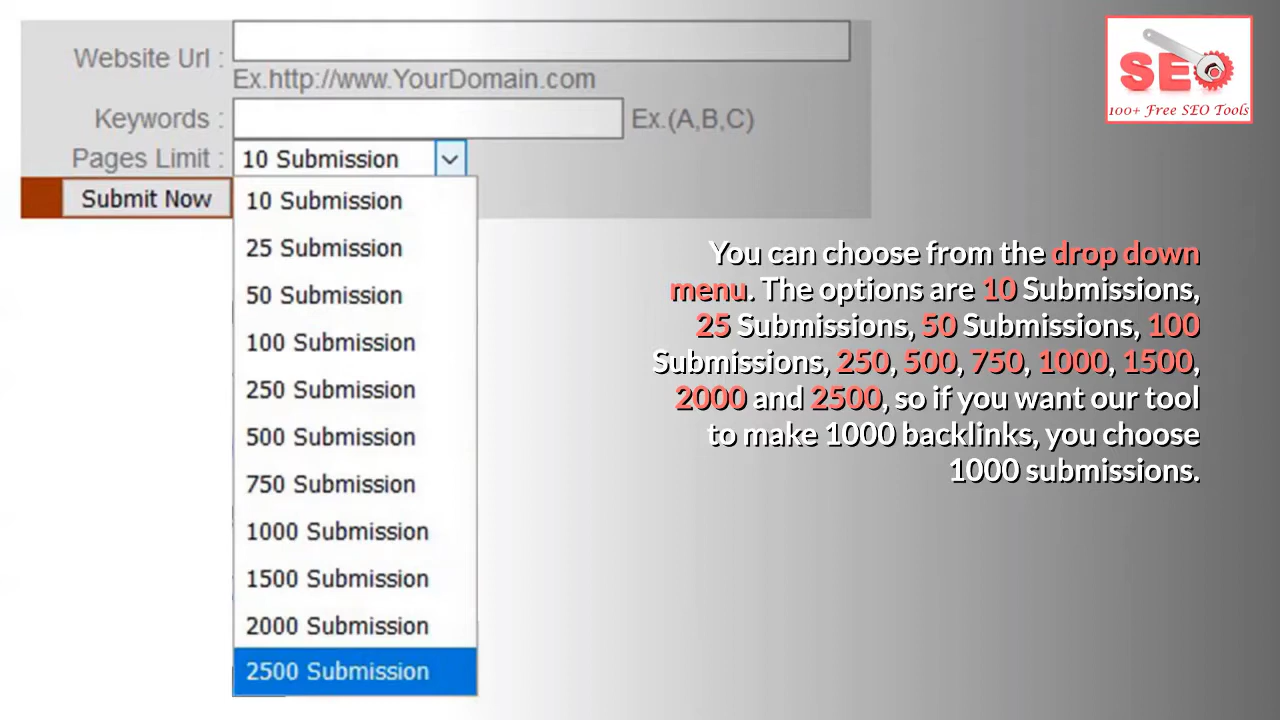 Website Url :
Ex.http://www.YourDomain.com
Keywords :
Ex.(A,B,C)
Pages Limit :
10 Submission
Submit Now
10 Submission
25 Submission
50 Submission
100 Submission
250 Submission
500 Submission
750 Submission
1000 Submission
1500 Submission
2000 Submission
2500 Submission
SEO
100+ Free SEO Tools
You can choose from the drop down
menu. The options are 10 Submissions,
25 Submissions, 50 Submissions, 100
Submissions, 250, 500, 750, 1000, 1500,
2000 and 2500, so if you want our tool
to make 1000 backlinks, you choose
1000 submissions.